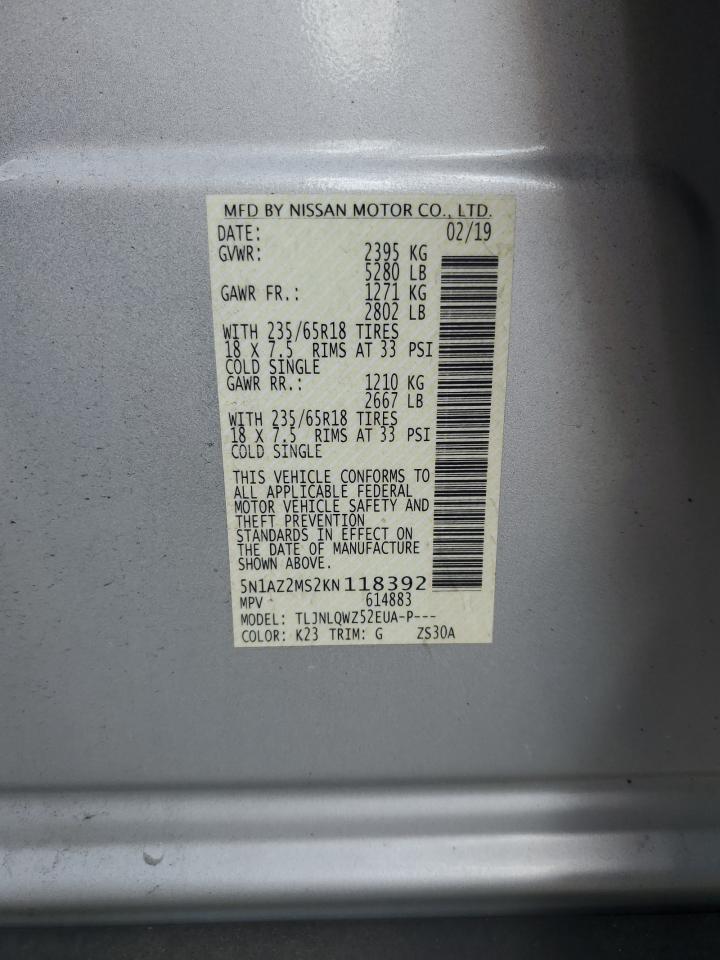 MFD BY NISSAN MOTOR CO., LTD.
DATE: 02/19
GVWR: 2395 KG
5280 LB
GAWR FR.: 1271 KG
2802 LB
WITH 235/65R18 TIRES
18 X 7.5 RIMS AT 33 PSI
COLD SINGLE
GAWR RR.: 1210 KG
2667 LB
WITH 235/65R18 TIRES
18 X 7.5 RIMS AT 33 PSI
COLD SINGLE
THIS VEHICLE CONFORMS TO
ALL APPLICABLE FEDERAL
MOTOR VEHICLE SAFETY AND
THEFT PREVENTION
STANDARDS IN EFFECT ON
THE DATE OF MANUFACTURE
SHOWN ABOVE.
5N1AZ2MS2KN118392
MPV 614883
MODEL: TLJNLQWZ52EUA-P---
COLOR: K23 TRIM: G ZS30A